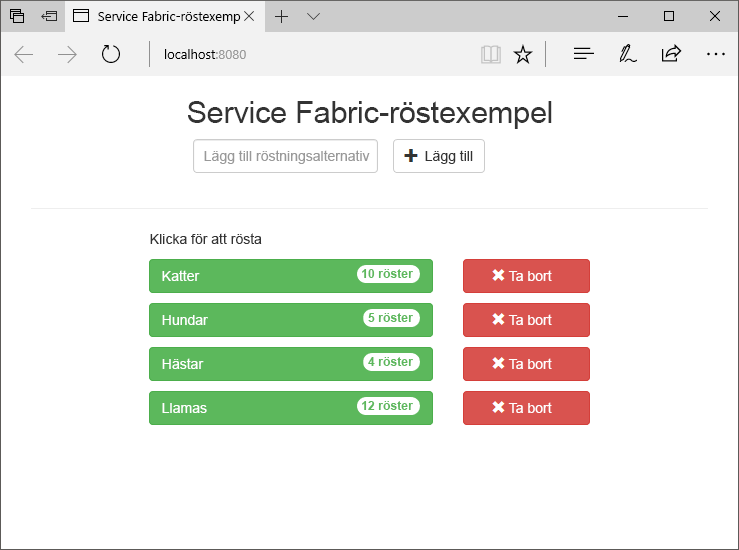 Service Fabric-röstexemp
localhost:8080
Service Fabric-röstexempel
Lägg till röstningsalternativ
Lägg till
Klicka för att rösta
Katter 10 röster Ta bort
Hundar 5 röster Ta bort
Hästar 4 röster Ta bort
Llamas 12 röster Ta bort